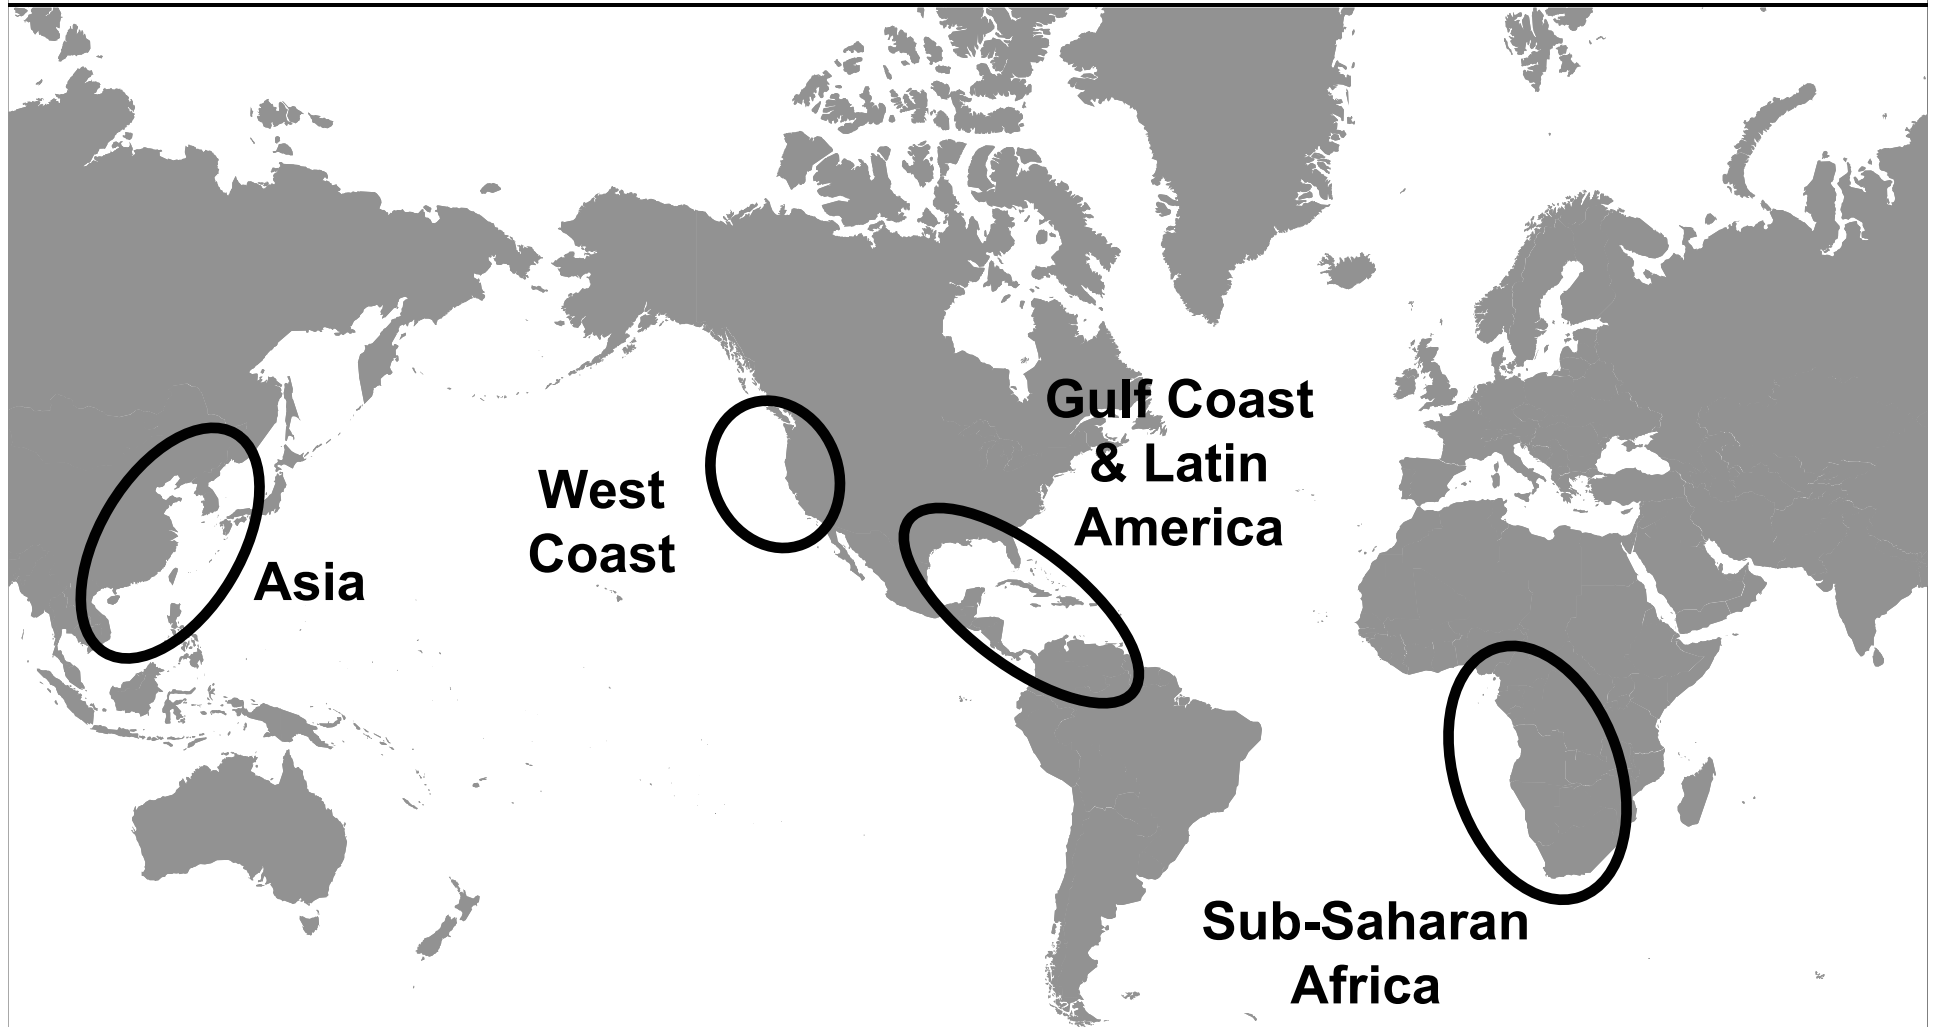 Gulf Coast
& Latin
America
West
Coast
Asia
Sub-Saharan
Africa